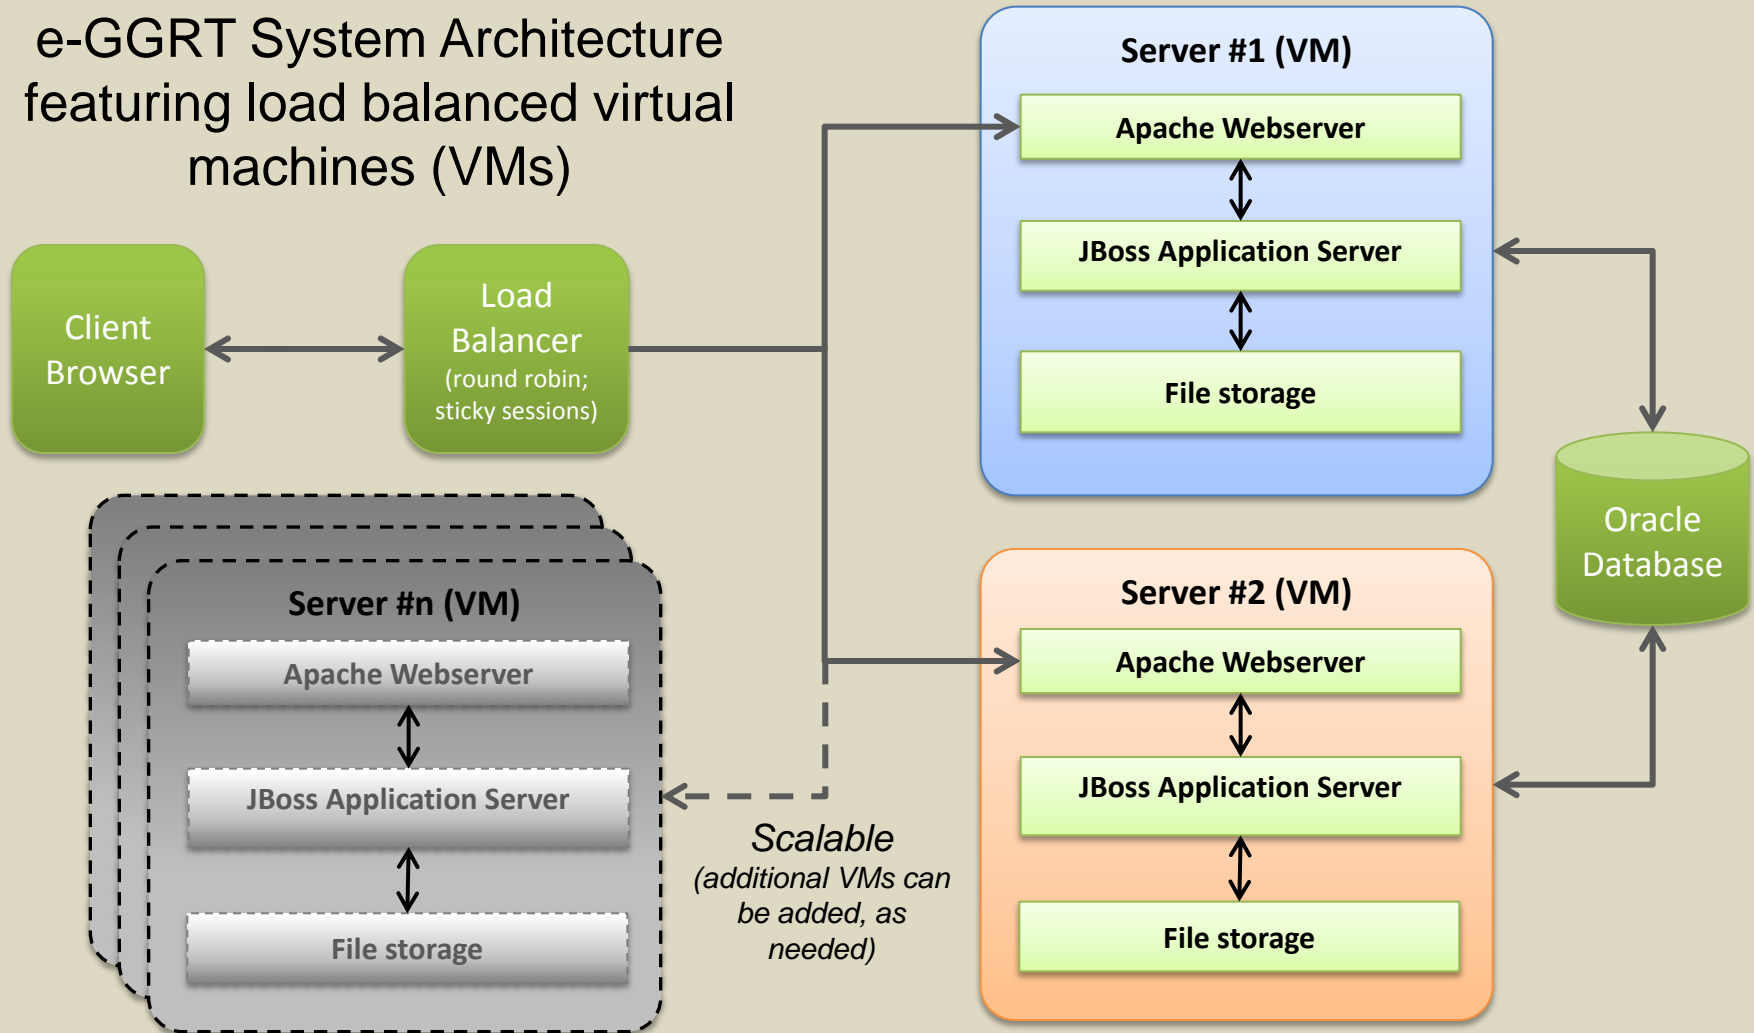 e-GGRT System Architecture
featuring load balanced virtual
machines (VMs)
Client
Browser
Load
Balancer
(round robin;
sticky sessions)
Server #1 (VM)
Apache Webserver
JBoss Application Server
File storage
Oracle
Database
Server #2 (VM)
Apache Webserver
JBoss Application Server
File storage
Server #n (VM)
Apache Webserver
JBoss Application Server
File storage
Scalable
(additional VMs can
be added, as
needed)